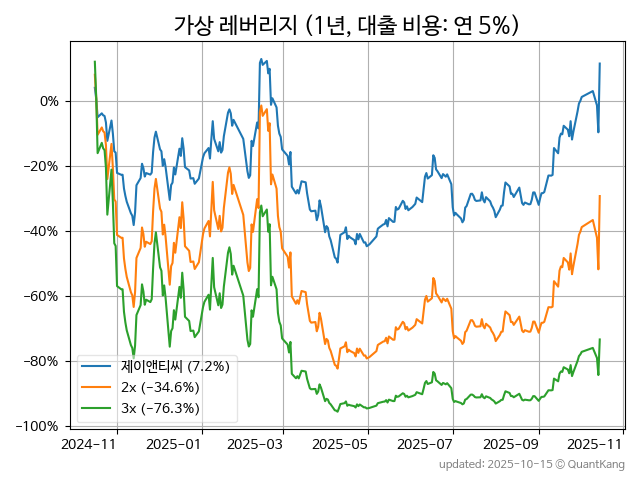 가상 레버리지 (1년, 대출 비용: 연 5%)
0%
−20%
−40%
−60%
−80%
−100%
제이앤티씨 (7.2%)
2x (−34.6%)
3x (−76.3%)
2024-11
2025-01
2025-03
2025-05
2025-07
2025-09
2025-11
updated: 2025-10-15 © QuantKang